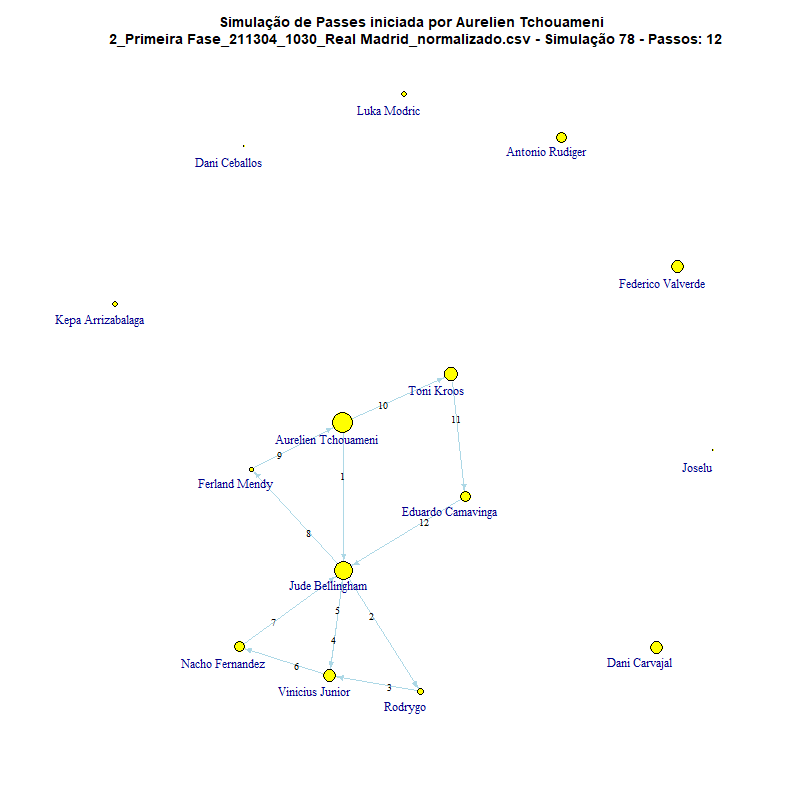 Simulação de Passes iniciada por Aurelien Tchouameni
2_Primeira Fase_211304_1030_Real Madrid_normalizado.csv - Simulação 78 - Passos: 12
Luka Modric
Antonio Rudiger
Dani Ceballos
Federico Valverde
Kepa Arrizabalaga
Toni Kroos
10
11
Aurelien Tchouameni
9
Joselu
1
Ferland Mendy
Eduardo Camavinga
12
8
Jude Bellingham
5
2
7
4
Nacho Fernandez
6
Dani Carvajal
3
Vinicius Junior
Rodrygo